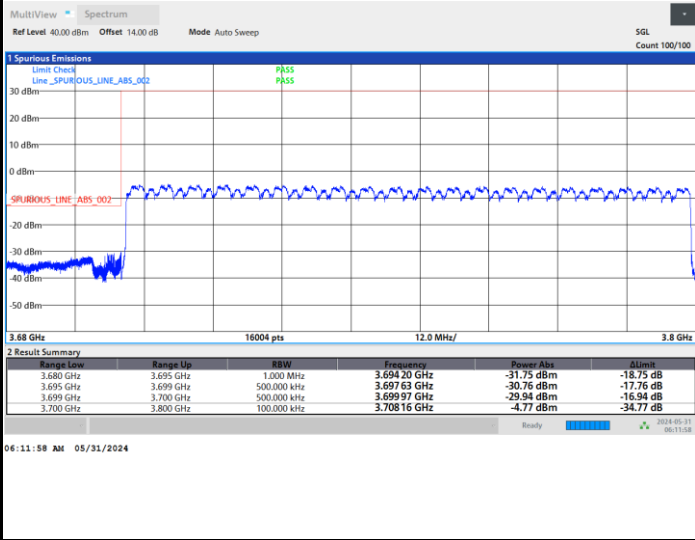 MultiView Spectrum
Ref Level 40.00 dBm Offset 14.00 dB Mode Auto Sweep SGL
Count 100/100
1 Spurious Emissions
Limit Check PASS
Line _SPURIOUS_LINE_ABS_002 PASS
30 dBm
20 dBm
10 dBm
0 dBm
_SPURIOUS_LINE_ABS_002
-20 dBm
-30 dBm
-40 dBm
-50 dBm
3.68 GHz 16004 pts 12.0 MHz/ 3.8 GHz
2 Result Summary
Range Low Range Up RBW Frequency Power Abs ΔLimit
3.680 GHz 3.695 GHz 1.000 MHz 3.694 20 GHz -31.75 dBm -18.75 dB
3.695 GHz 3.699 GHz 500.000 kHz 3.697 63 GHz -30.76 dBm -17.76 dB
3.699 GHz 3.700 GHz 500.000 kHz 3.699 97 GHz -29.94 dBm -16.94 dB
3.700 GHz 3.800 GHz 100.000 kHz 3.708 16 GHz -4.77 dBm -34.77 dB
Ready 2024-05-31
06:11:58
06:11:58 AM 05/31/2024